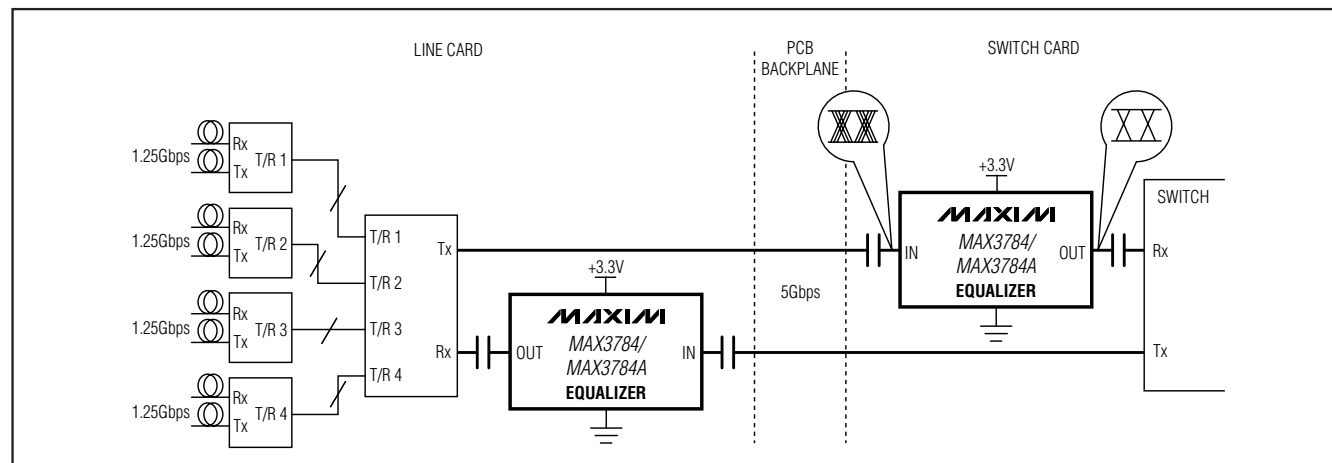 LINE CARD
PCB
BACKPLANE
SWITCH CARD
1.25Gbps
Rx
Tx
T/R 1
1.25Gbps
Rx
Tx
T/R 2
1.25Gbps
Rx
Tx
T/R 3
1.25Gbps
Rx
Tx
T/R 4
T/R 1
T/R 2
T/R 3
T/R 4
Tx
Rx
+3.3V
MAXIM
OUT
MAX3784/
MAX3784A
EQUALIZER
IN
5Gbps
+3.3V
MAXIM
IN
MAX3784/
MAX3784A
EQUALIZER
OUT
SWITCH
Rx
Tx